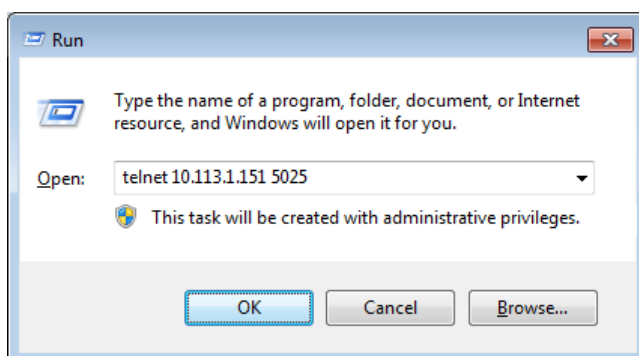 Run
Type the name of a program, folder, document, or Internet
resource, and Windows will open it for you.
Open: telnet 10.113.1.151 5025
This task will be created with administrative privileges.
OK Cancel Browse...